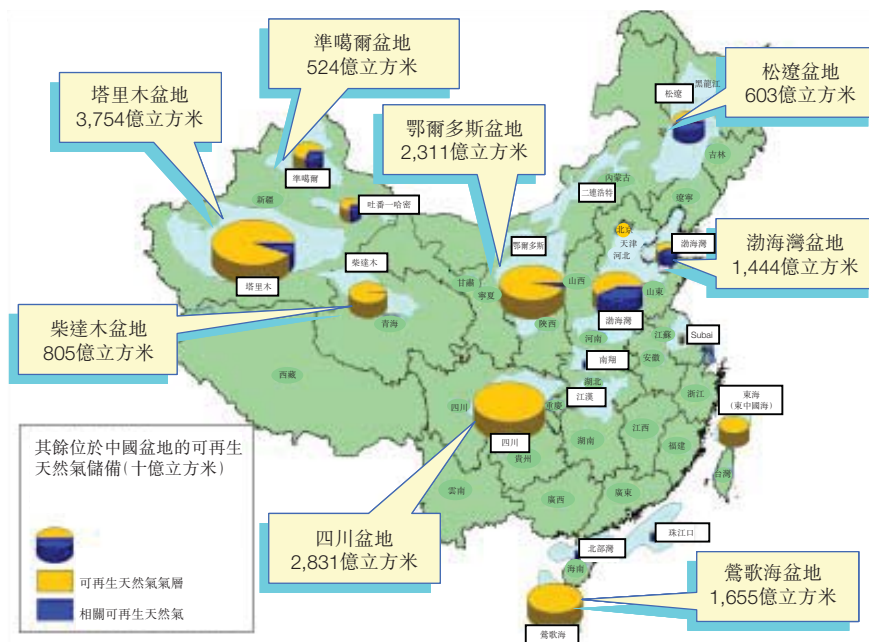 準噶爾盆地
524億立方米
塔里木盆地
3,754億立方米
鄂爾多斯盆地
2,311億立方米
松遼盆地
603億立方米
渤海灣盆地
1,444億立方米
柴達木盆地
805億立方米
四川盆地
2,831億立方米
鶯歌海盆地
1,655億立方米
黑龍江
松遼
吉林
內蒙古
二連浩特
遼寧
準噶爾
新疆
吐番一哈密
塔里木
柴達木
青海
甘肅
寧夏
鄂爾多斯
陝西
山西
北京
天津
河北
渤海灣
山東
渤海灣
河南
江蘇
Subai
安徽
南翔
湖北
江漢
西藏
四川
重慶
四川
貴州
湖南
江西
浙江
福建
東海
(東中國海)
台灣
雲南
廣西
廣東
珠江口
北部灣
海南
鶯歌海
其餘位於中國盆地的可再生
天然氣儲備(十億立方米)
可再生天然氣氣層
相關可再生天然氣